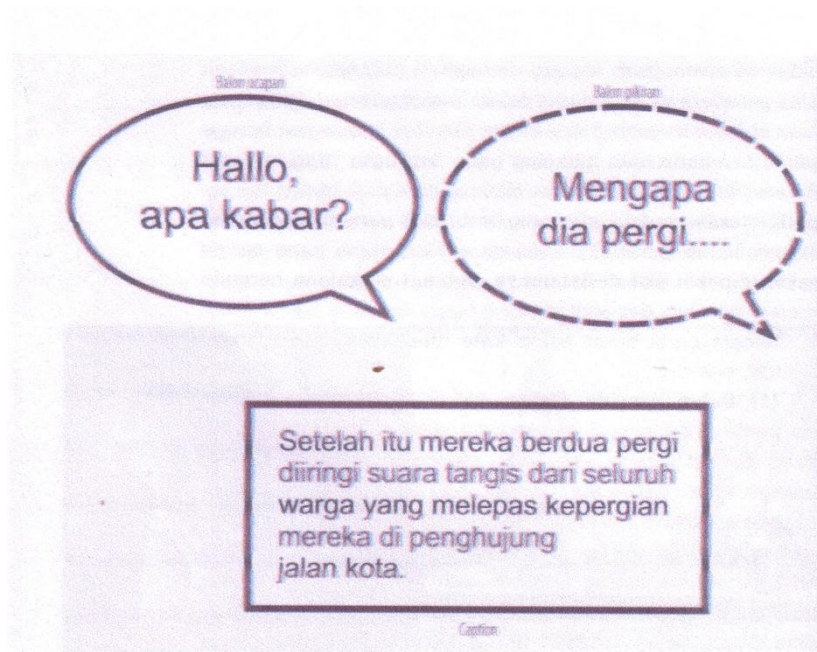 Balon ucapan
Hallo,
apa kabar?
Balon pikiran
Mengapa
dia pergi....
Setelah itu mereka berdua pergi
diiringi suara tangis dari seluruh
warga yang melepas kepergian
mereka di penghujung
jalan kota.
Caption